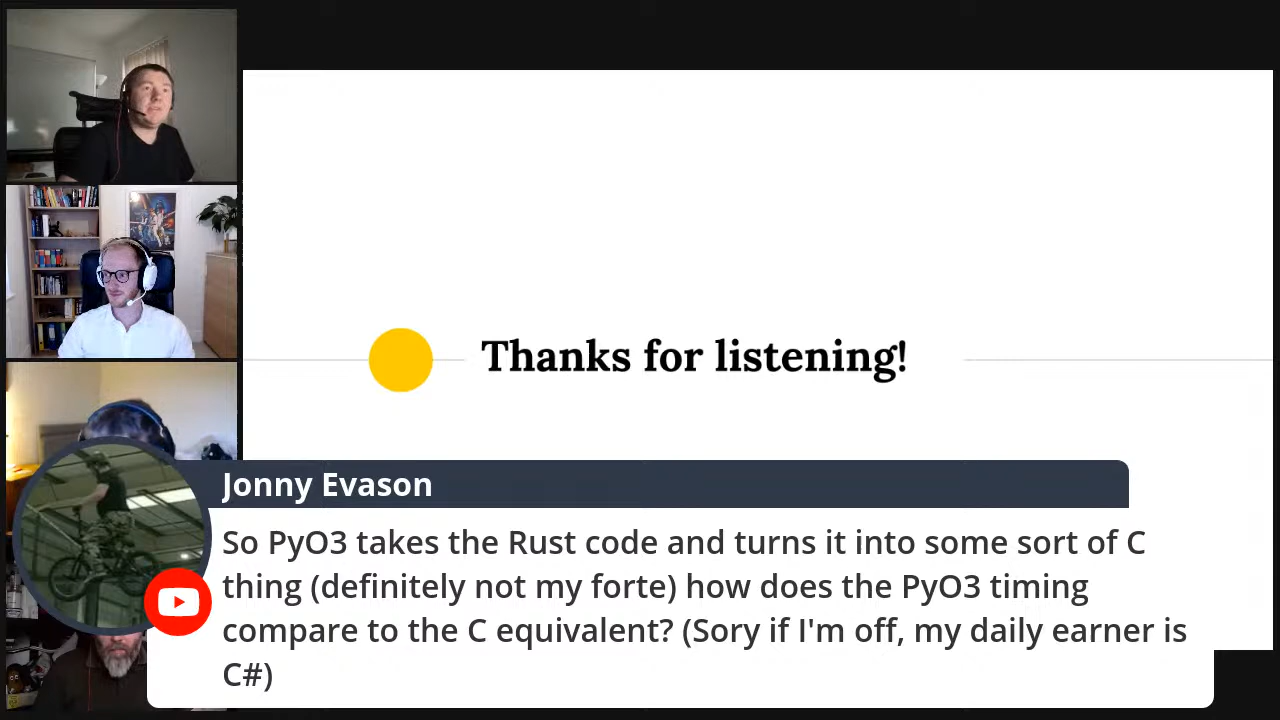 Thanks for listening!
Jonny Evason
So PyO3 takes the Rust code and turns it into some sort of C
thing (definitely not my forte) how does the PyO3 timing
compare to the C equivalent? (Sory if I'm off, my daily earner is
C#)